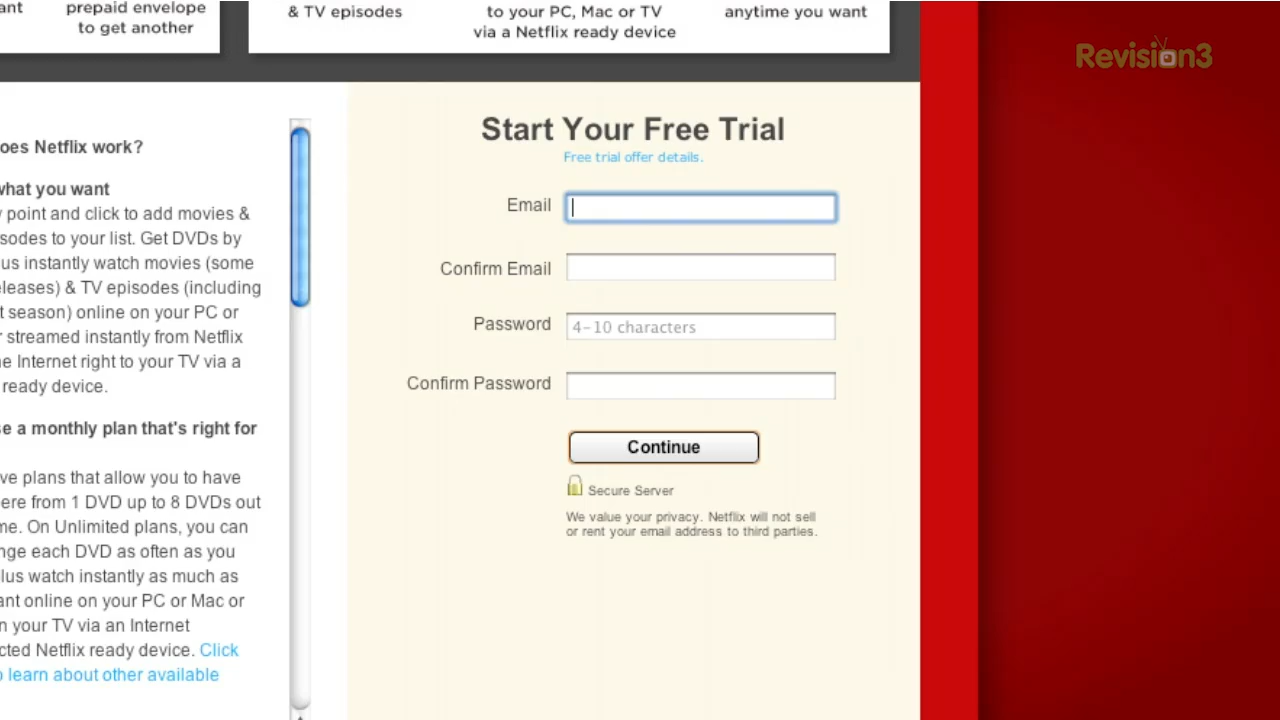 ant
prepaid envelope
to get another
& TV episodes
to your PC, Mac or TV
via a Netflix ready device
anytime you want
Revision3
oes Netflix work?
what you want
point and click to add movies &
sodes to your list. Get DVDs by
us instantly watch movies (some
eleases) & TV episodes (including
t season) online on your PC or
r streamed instantly from Netflix
e Internet right to your TV via a
ready device.
e a monthly plan that's right for
ve plans that allow you to have
ere from 1 DVD up to 8 DVDs out
me. On Unlimited plans, you can
nge each DVD as often as you
lus watch instantly as much as
ant online on your PC or Mac or
n your TV via an Internet
cted Netflix ready device. Click
o learn about other available
Start Your Free Trial
Free trial offer details.
Email
Confirm Email
Password
4-10 characters
Confirm Password
Continue
Secure Server
We value your privacy. Netflix will not sell
or rent your email address to third parties.